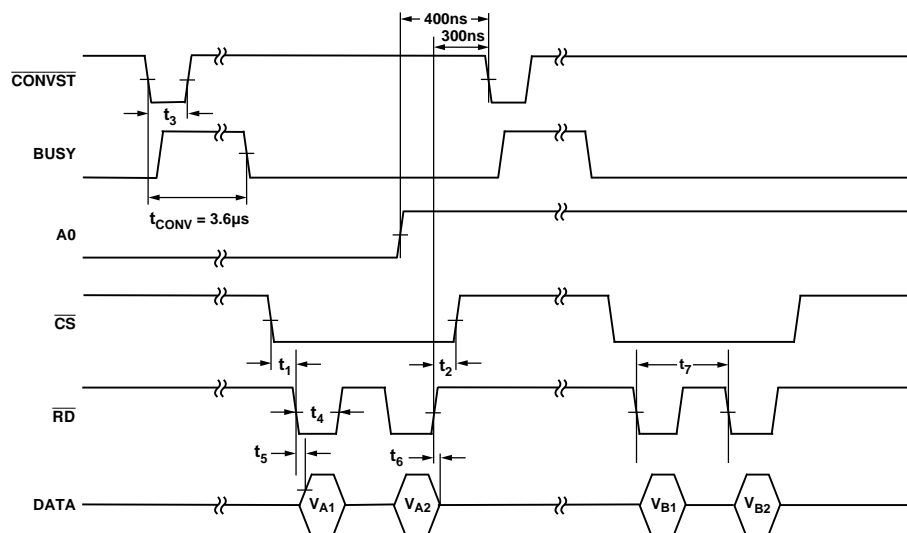 400ns
300ns
CONVST
t3
BUSY
tCONV = 3.6µs
A0
CS
t1
t2
t7
RD
t4
t5
t6
DATA
VA1
VA2
VB1
VB2